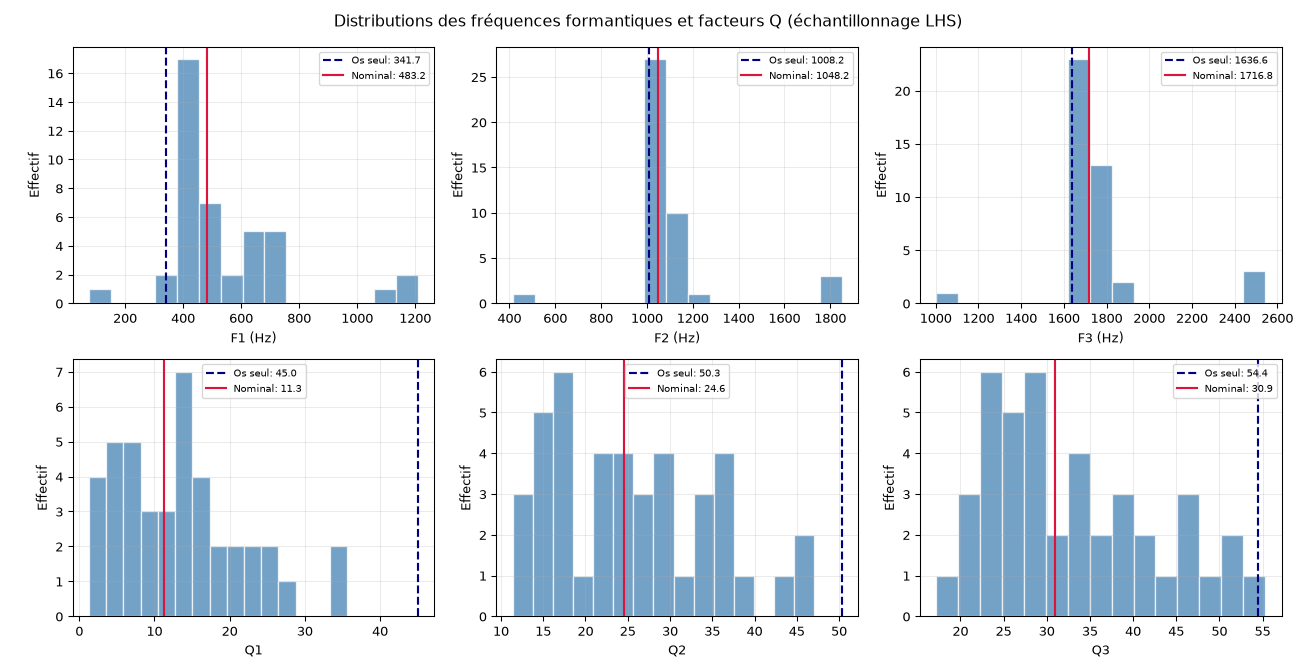 Distributions des fréquences formantiques et facteurs Q (échantillonnage LHS)
Effectif
16
14
12
10
8
6
4
2
0
Os seul: 341.7
Nominal: 483.2
200 400 600 800 1000 1200
F1 (Hz)
Effectif
25
20
15
10
5
0
Os seul: 1008.2
Nominal: 1048.2
400 600 800 1000 1200 1400 1600 1800
F2 (Hz)
Effectif
20
15
10
5
0
Os seul: 1636.6
Nominal: 1716.8
1000 1200 1400 1600 1800 2000 2200 2400 2600
F3 (Hz)
Effectif
7
6
5
4
3
2
1
0
Os seul: 45.0
Nominal: 11.3
0 10 20 30 40
Q1
Effectif
6
5
4
3
2
1
0
Os seul: 50.3
Nominal: 24.6
10 15 20 25 30 35 40 45 50
Q2
Effectif
6
5
4
3
2
1
0
Os seul: 54.4
Nominal: 30.9
20 25 30 35 40 45 50 55
Q3